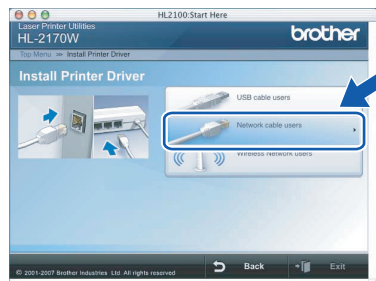 HL2100:Start Here
Laser Printer Utilities
HL-2170W
brother
Top Menu Install Printer Driver
Install Printer Driver
USB cable users
Network cable users
Wireless Network users
Back
Exit
© 2001-2007 Brother Industries Ltd. All rights reserved